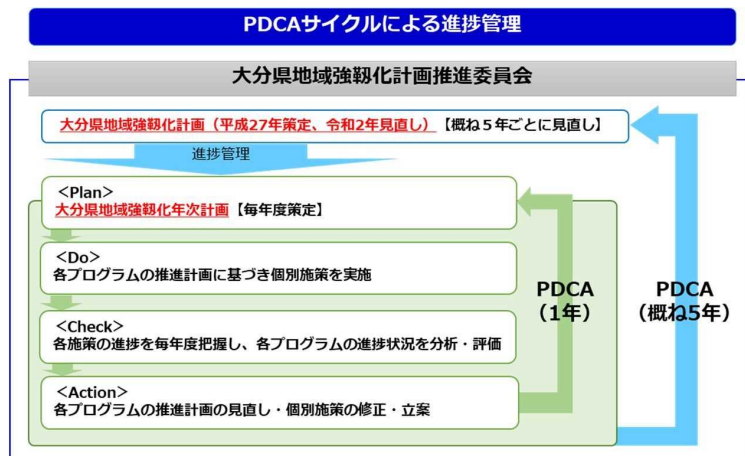 PDCAサイクルによる進捗管理
大分県地域強靱化計画推進委員会
大分県地域強靱化計画（平成27年策定、令和2年見直し）【概ね５年ごとに見直し】
進捗管理
<Plan>
大分県地域強靱化年次計画【毎年度策定】
<Do>
各プログラムの推進計画に基づき個別施策を実施
<Check>
各施策の進捗を毎年度把握し、各プログラムの進捗状況を分析・評価
<Action>
各プログラムの推進計画の見直し・個別施策の修正・立案
PDCA
（1年）
PDCA
（概ね5年）